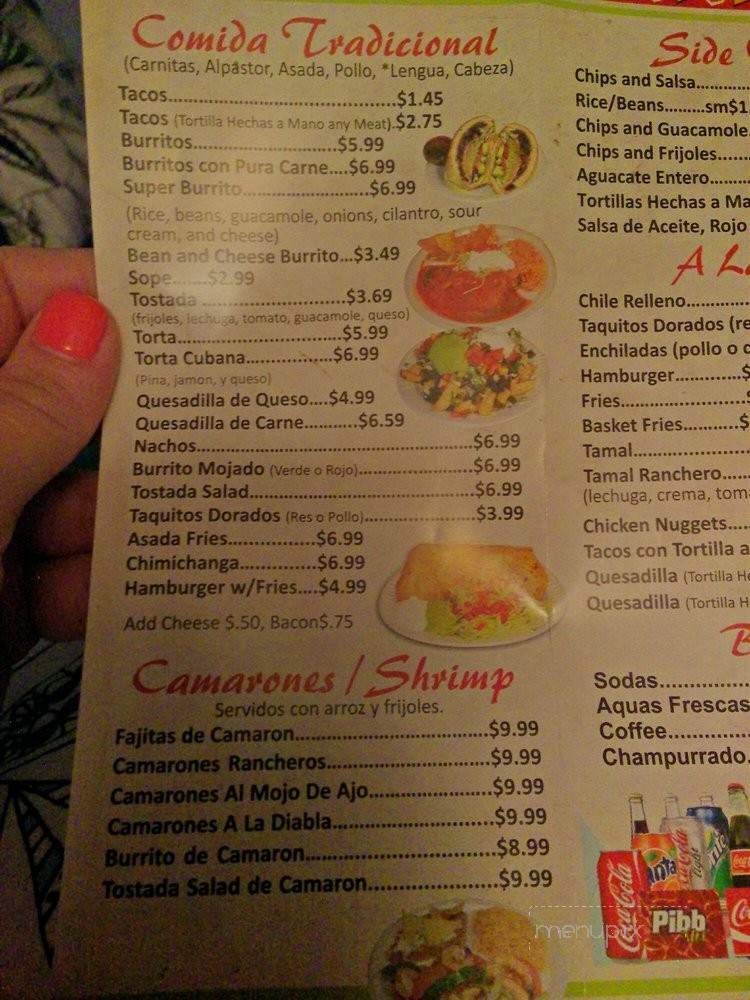 Comida Tradicional
(Carnitas, Alpastor, Asada, Pollo, *Lengua, Cabeza)
Tacos........................................$1.45
Tacos (Tortilla Hechas a Mano any Meat).$2.75
Burritos.........................$5.99
Burritos con Pura Carne....$6.99
Super Burrito......................$6.99
(Rice, beans, guacamole, onions, cilantro, sour
cream, and cheese)
Bean and Cheese Burrito...$3.49
Sope.......$2.99
Tostada .........................$3.69
(frijoles, lechuga, tomato, guacamole, queso)
Torta.............................$5.99
Torta Cubana...............$6.99
(Pina, jamon, y queso)
Quesadilla de Queso....$4.99
Quesadilla de Carne............$6.59
Nachos.................................................$6.99
Burrito Mojado (Verde o Rojo)....................$6.99
Tostada Salad........................................$6.99
Taquitos Dorados (Res o Pollo)...................$3.99
Asada Fries................$6.99
Chimichanga..............$6.99
Hamburger w/Fries....$4.99
Add Cheese $.50, Bacon$.75
Camarones / Shrimp
Servidos con arroz y frijoles.
Fajitas de Camaron.................................$9.99
Camarones Rancheros............................$9.99
Camarones Al Mojo De Ajo.....................$9.99
Camarones A La Diabla...........................$9.99
Burrito de Camaron................................$8.99
Tostada Salad de Camaron......................$9.99
Side
Chips and Salsa........
Rice/Beans.........sm$1
Chips and Guacamole.
Chips and Frijoles.......
Aguacate Entero.......
Tortillas Hechas a Ma
Salsa de Aceite, Rojo
A L
Chile Relleno............
Taquitos Dorados (re
Enchiladas (pollo o
Hamburger............$
Fries......................
Basket Fries...........$
Tamal.....................
Tamal Ranchero......
(lechuga, crema, tom
Chicken Nuggets.....
Tacos con Tortilla a
Quesadilla (Tortilla He
Quesadilla (Tortilla H
B
Sodas..............
Aquas Frescas
Coffee............
Champurrado.
Fanta
Coca-Cola
Pibb
menupix